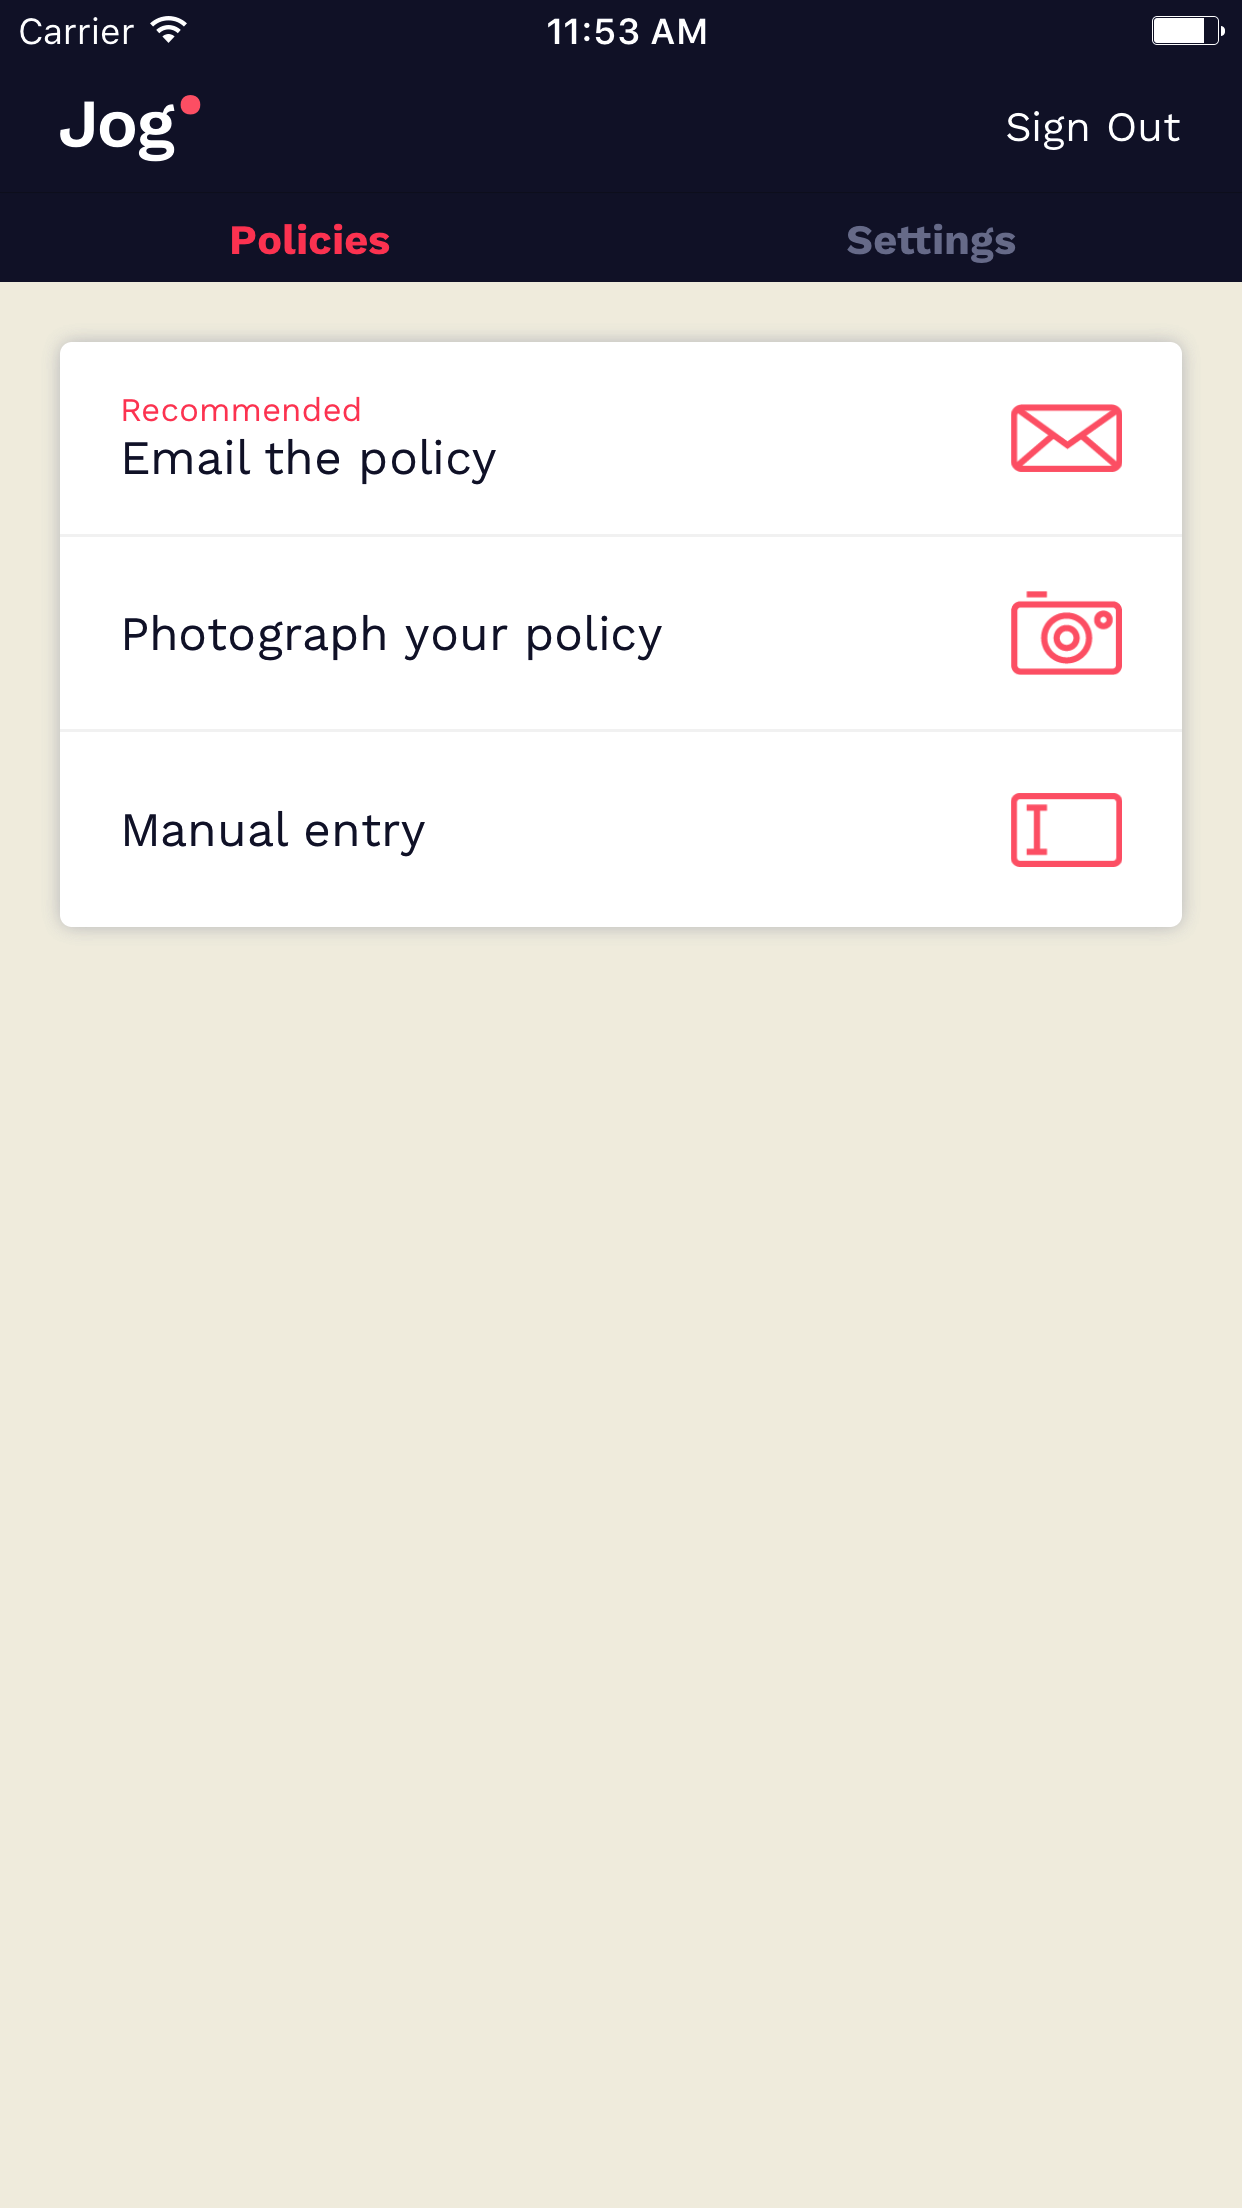 Carrier 11:53 AM
Jog Sign Out
Policies Settings
Recommended
Email the policy
Photograph your policy
Manual entry